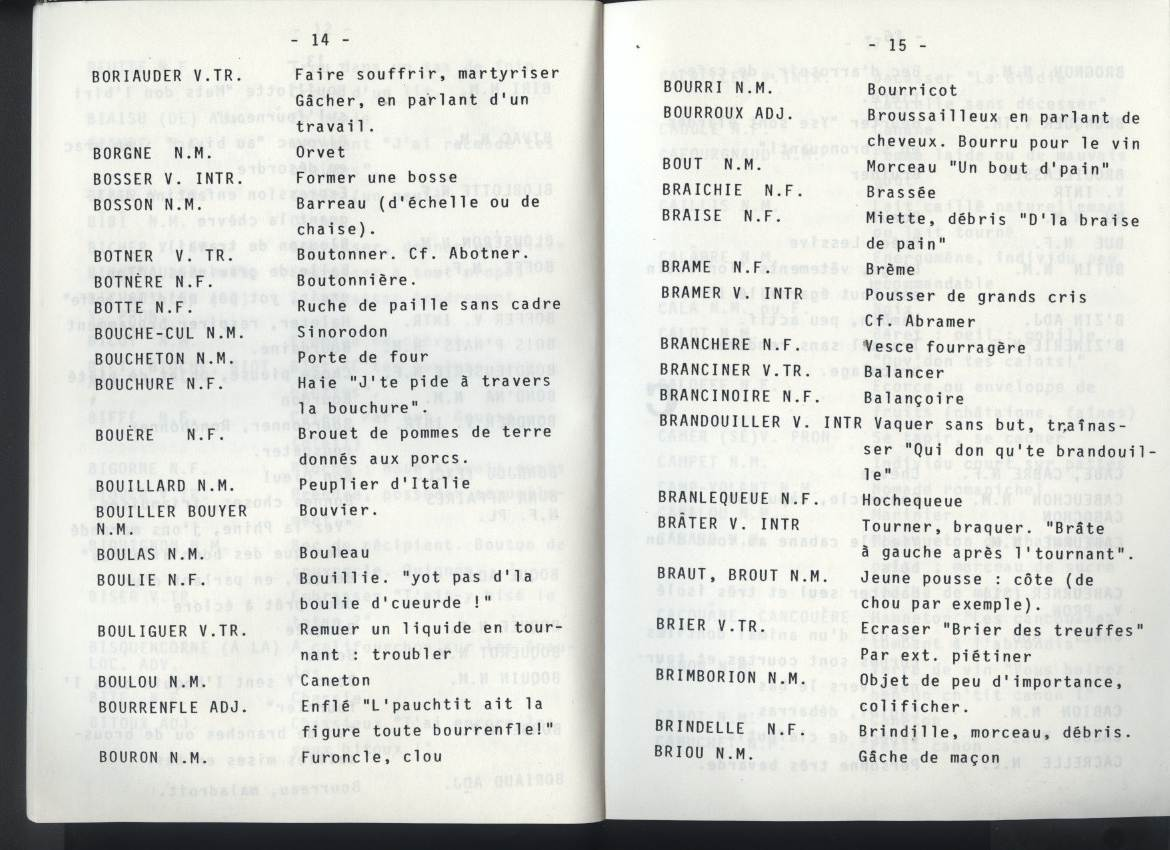 - 14 -
BORIAUDER V.TR. Faire souffrir, martyriser
Gâcher, en parlant d'un
travail.
BORGNE N.M. Orvet
BOSSER V. INTR. Former une bosse
BOSSON N.M. Barreau (d'échelle ou de
chaise).
BOTNER V. TR. Boutonner. Cf. Abotner.
BOTNERE N.F. Boutonnière.
BOTTE N.F. Ruche de paille sans cadre
BOUCHE-CUL N.M. Sinorodon
BOUCHETON N.M. Porte de four
BOUCHURE N.F. Haie "J'te pide à travers
la bouchure".
BOUERE N.F. Brouet de pommes de terre
donnés aux porcs.
BOUILLARD N.M. Peuplier d'Italie
BOUILLER BOUYER Bouvier.
N.M.
BOULAS N.M. Bouleau
BOULIE N.F. Bouillie. "yot pas d'la
boulie d'cueurde !"
BOULIGUER V.TR. Remuer un liquide en tour-
nant : troubler
BOULOU N.M. Caneton
BOURRENFLE ADJ. Enflé "L'pauchtit ait la
figure toute bourrenfle!"
BOURON N.M. Furoncle, clou
- 15 -
BOURRI N.M. Bourricot
BOURROUX ADJ. Broussailleux en parlant de
cheveux. Bourru pour le vin
BOUT N.M. Morceau "Un bout d'pain"
BRAICHIE N.F. Brassée
BRAISE N.F. Miette, débris "D'la braise
de pain"
BRAME N.F. Brème
BRAMER V. INTR Pousser de grands cris
Cf. Abramer
BRANCHERE N.F. Vesce fourragère
BRANCINER V.TR. Balancer
BRANCINOIRE N.F. Balançoire
BRANDOUILLER V. INTR Vaquer sans but, traînas-
ser "Qui don qu'te brandouil-
le"
BRANLEQUEUE N.F. Hochequeue
BRÂTER V. INTR Tourner, braquer. "Brâte
à gauche après l'tournant".
BRAUT, BROUT N.M. Jeune pousse : côte (de
chou par exemple).
BRIER V.TR. Ecraser "Brier des treuffes"
Par ext. piétiner
BRIMBORION N.M. Objet de peu d'importance,
colificher.
BRINDELLE N.F. Brindille, morceau, débris.
BRIOU N.M. Gâche de maçon